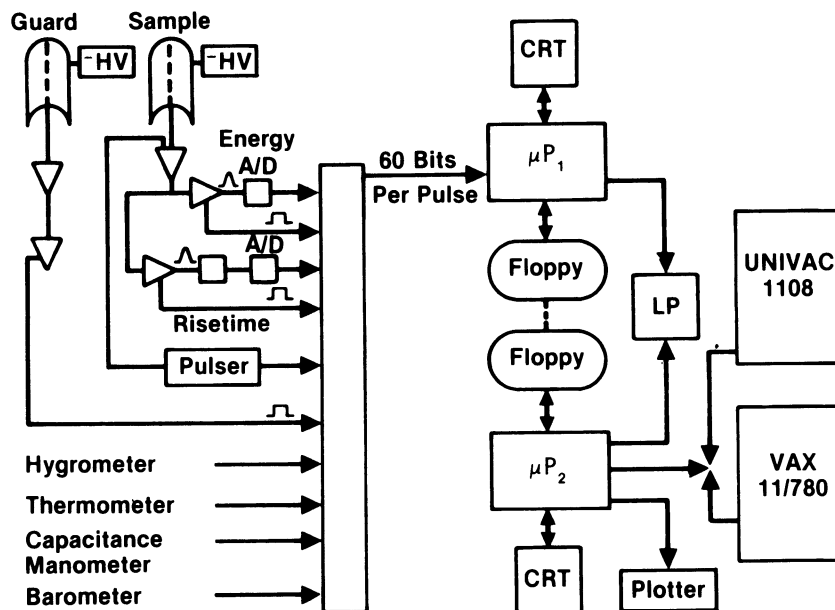 Guard
Sample
-HV
-HV
Energy
A/D
A/D
Risetime
Pulser
Hygrometer
Thermometer
Capacitance
Manometer
Barometer
60 Bits
Per Pulse
CRT
μP1
Floppy
Floppy
μP2
CRT
LP
Plotter
UNIVAC
1108
VAX
11/780